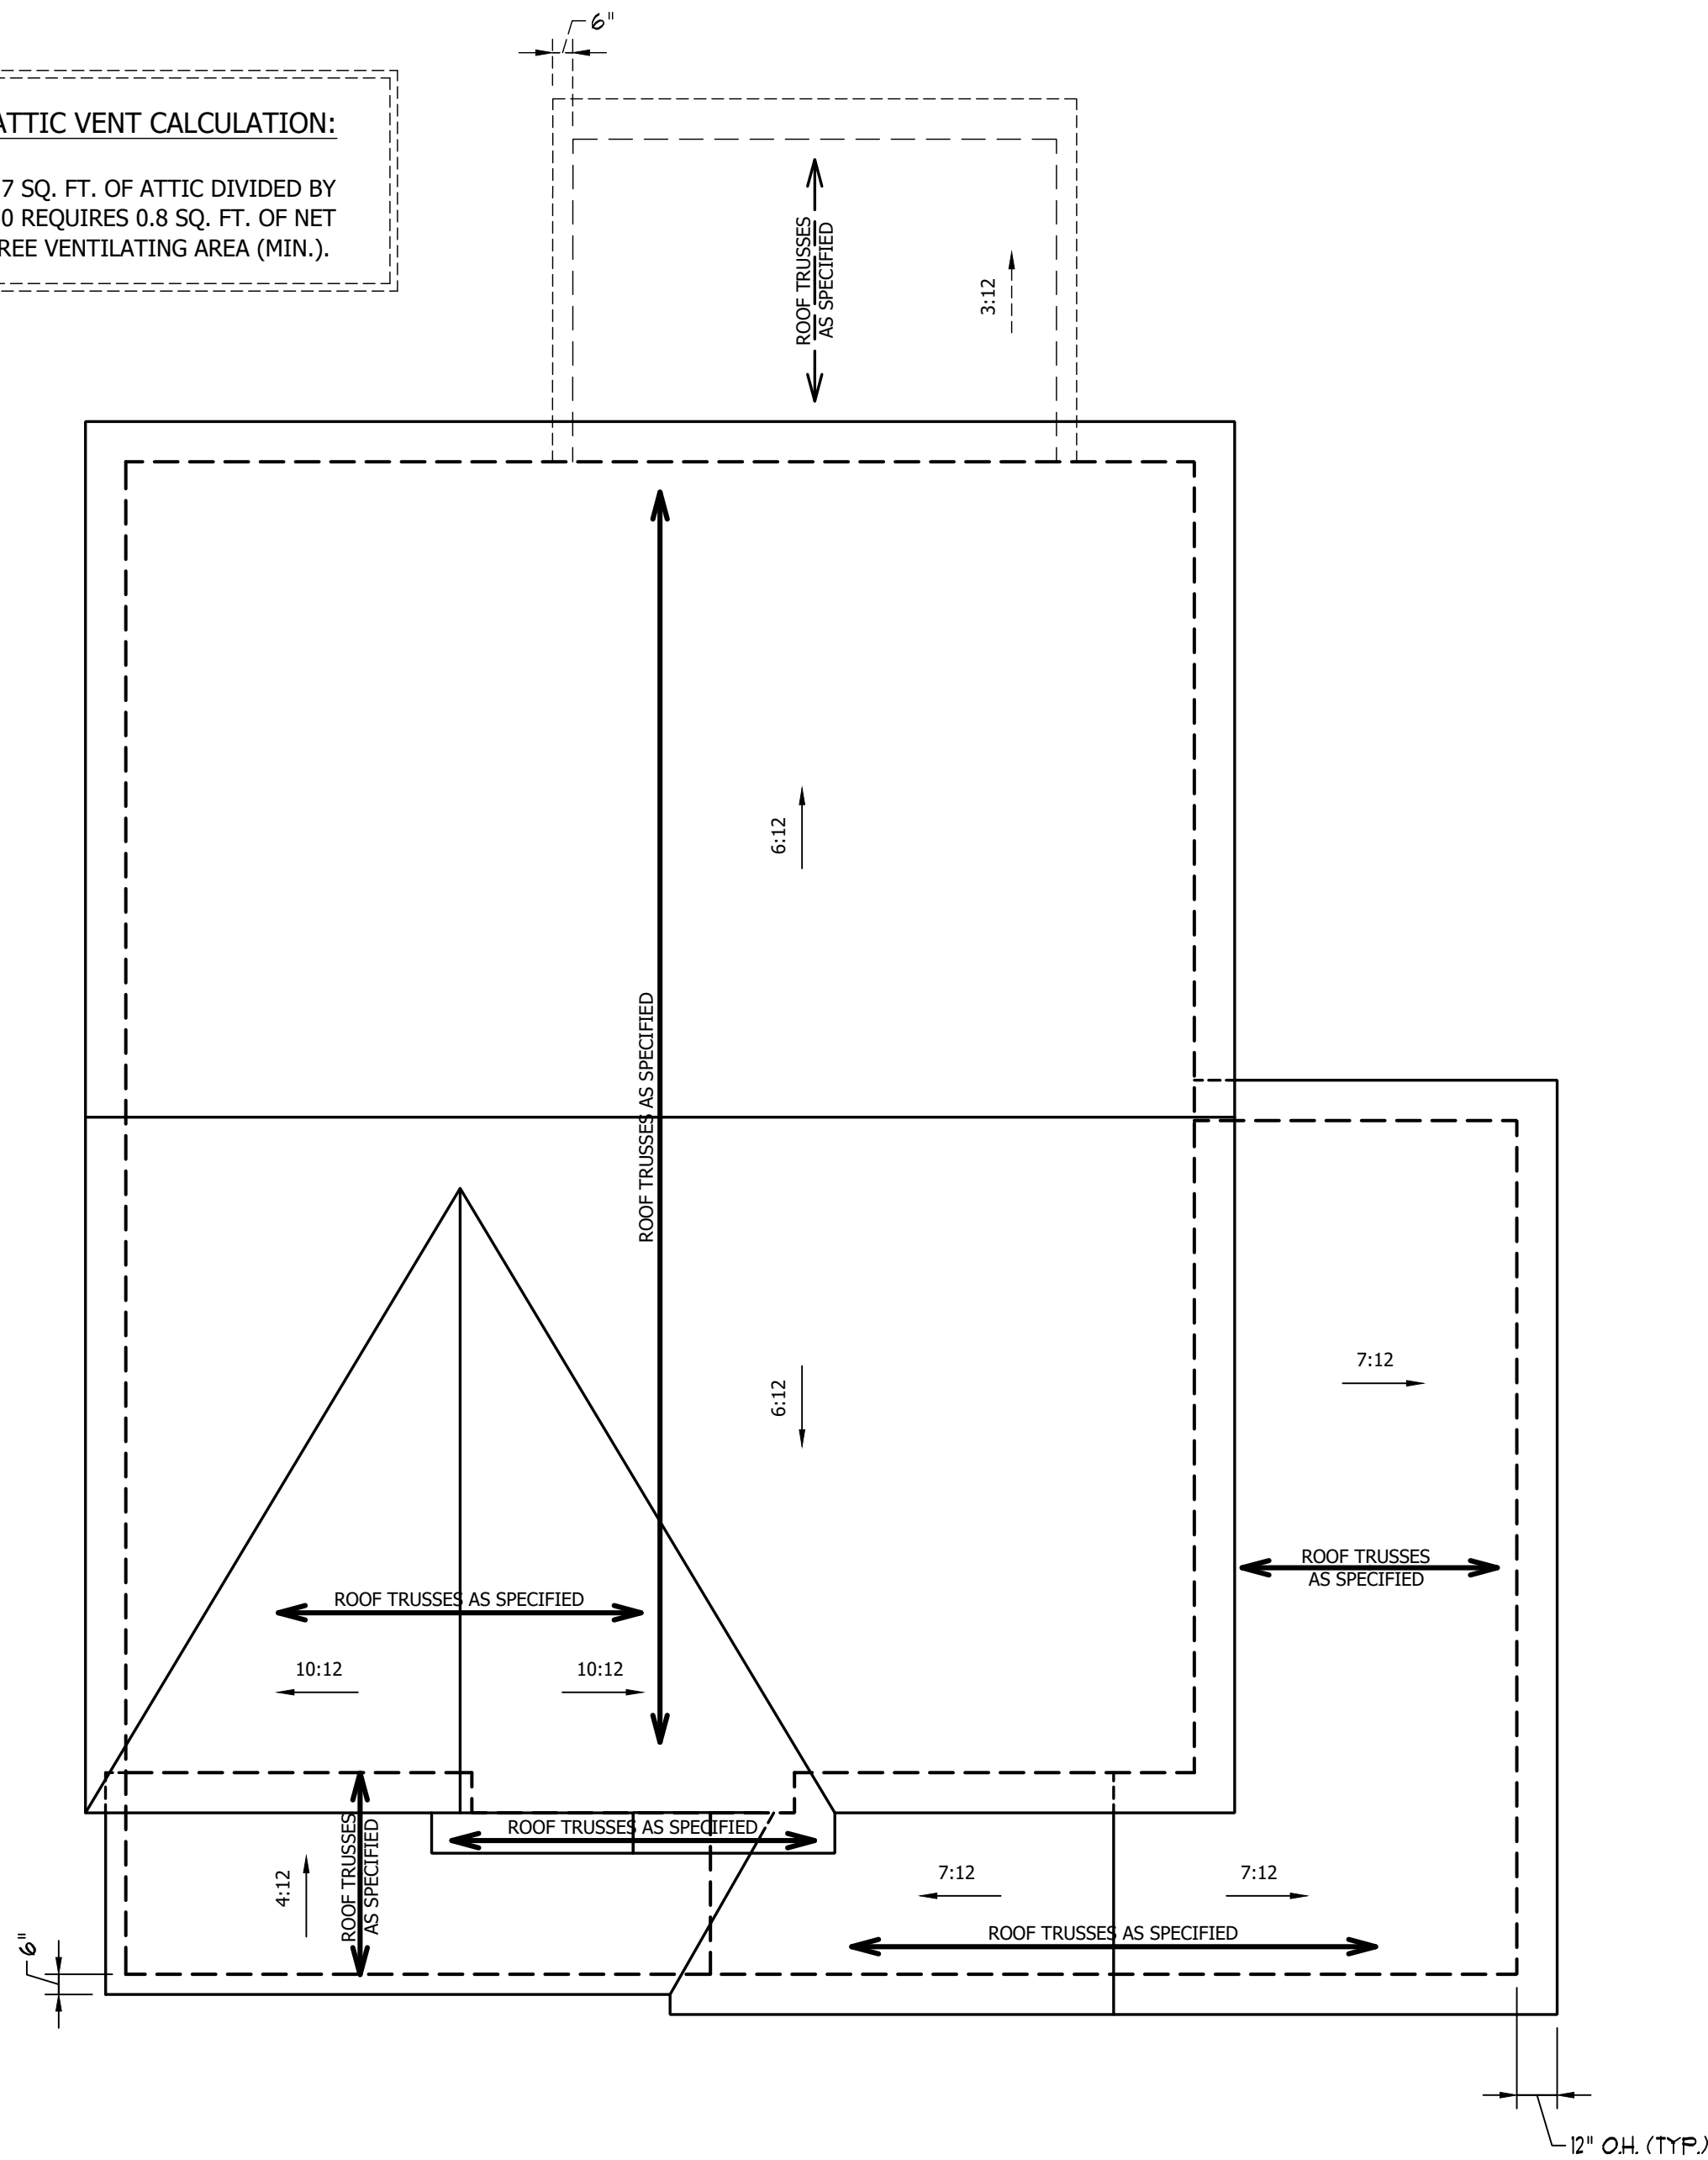 6"
ATTIC VENT CALCULATION:
7 SQ. FT. OF ATTIC DIVIDED BY
0 REQUIRES 0.8 SQ. FT. OF NET
REE VENTILATING AREA (MIN.).
ROOF TRUSSES
AS SPECIFIED
3:12
6:12
ROOF TRUSSES AS SPECIFIED
6:12
7:12
ROOF TRUSSES
AS SPECIFIED
ROOF TRUSSES AS SPECIFIED
10:12
10:12
ROOF TRUSSES AS SPECIFIED
4:12
ROOF TRUSSES
AS SPECIFIED
7:12
7:12
ROOF TRUSSES AS SPECIFIED
6"
12" O.H. (TYP.)